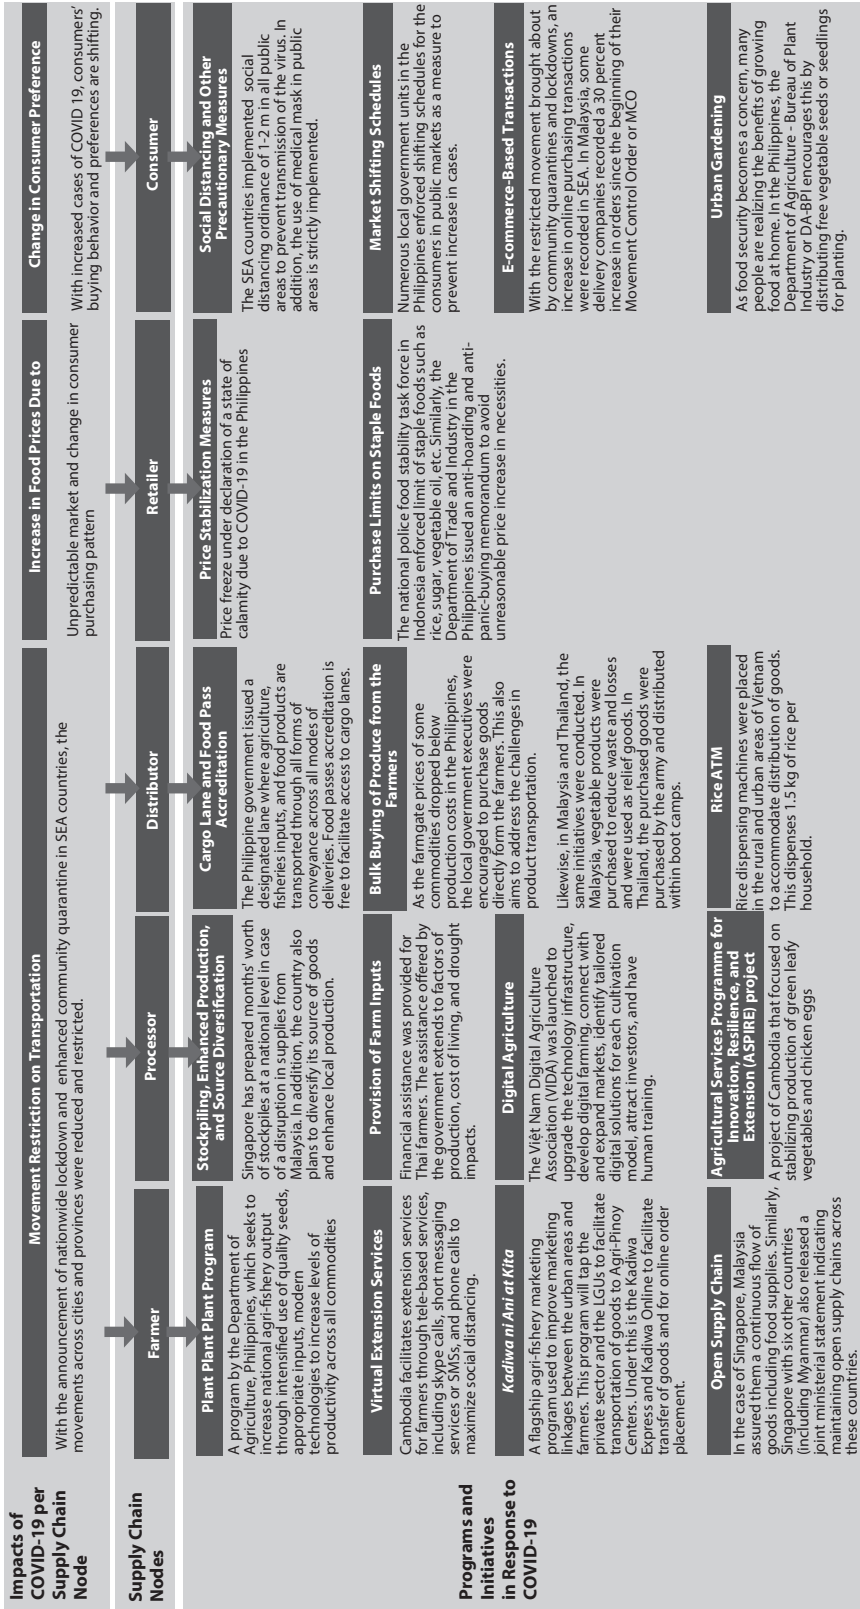 Impacts of
COVID-19 per
Supply Chain
Node
Movement Restriction on Transportation
With the announcement of nationwide lockdown and enhanced community quarantine in SEA countries, the
movements across cities and provinces were reduced and restricted.
Increase in Food Prices Due to
Unpredictable market and change in consumer
purchasing pattern
Change in Consumer Preference
With increased cases of COVID 19, consumers'
buying behavior and preferences are shifting.
Supply Chain
Nodes
Farmer
Processor
Distributor
Retailer
Consumer
Programs and
Initiatives
in Response to
COVID-19
Plant Plant Plant Program
A program by the Department of
Agriculture, Philippines, which seeks to
increase national agri-fishery output
through intensified use of quality seeds,
appropriate inputs, modern
technologies to increase levels of
productivity across all commodities
Stockpiling, Enhanced Production,
and Source Diversification
Singapore has prepared months' worth
of stockpiles at a national level in case
of a disruption in supplies from
Malaysia. In addition, the country also
plans to diversify its source of goods
and enhance local production.
Cargo Lane and Food Pass
Accreditation
The Philippine government issued a
designated lane where agriculture,
fisheries inputs, and food products are
transported through all forms of
conveyance across all modes of
deliveries. Food passes accreditation is
free to facilitate access to cargo lanes.
Price Stabilization Measures
Price freeze under declaration of a state of
calamity due to COVID-19 in the Philippines
Social Distancing and Other
Precautionary Measures
The SEA countries implemented social
distancing ordinance of 1-2 m in all public
areas to prevent transmission of the virus. In
addition, the use of medical mask in public
areas is strictly implemented.
Virtual Extension Services
Cambodia facilitates extension services
for farmers through tele-based services,
including skype calls, short messaging
services or SMSs, and phone calls to
maximize social distancing.
Provision of Farm Inputs
Financial assistance was provided for
Thai farmers. The assistance offered by
the government extends to factors of
production, cost of living, and drought
impacts.
Bulk Buying of Produce from the
Farmers
As the farmgate prices of some
commodities dropped below
production costs in the Philippines,
the local government executives were
encouraged to purchase goods
directly form the farmers. This also
aims to address the challenges in
product transportation.
Likewise, in Malaysia and Thailand, the
same initiatives were conducted. In
Malaysia, vegetable products were
purchased to reduce waste and losses
and were used as relief goods. In
Thailand, the purchased goods were
purchased by the army and distributed
within boot camps.
Purchase Limits on Staple Foods
The national police food stability task force in
Indonesia enforced limit of staple foods such as
rice, sugar, vegetable oil, etc. Similarly, the
Department of Trade and Industry in the
Philippines issued an anti-hoarding and anti-
panic-buying memorandum to avoid
unreasonable price increase in necessities.
Market Shifting Schedules
Numerous local government units in the
Philippines enforced shifting schedules for the
consumers in public markets as a measure to
prevent increase in cases.
Kadiwa ni Ani at Kita
A flagship agri-fishery marketing
program used to improve marketing
linkages between the urban areas and
farmers. This program will tap the
private sector and the LGUs to facilitate
transportation of goods to Agri-Pinoy
Centers. Under this is the Kadiwa
Express and Kadiwa Online to facilitate
transfer of goods and for online order
placement.
Digital Agriculture
The Việt Nam Digital Agriculture
Association (VIDA) was launched to
upgrade the technology infrastructure,
develop digital farming, connect with
and expand markets, identify tailored
digital solutions for each cultivation
model, attract investors, and have
human training.
E-commerce-Based Transactions
With the restricted movement brought about
by community quarantines and lockdowns, an
increase in online purchasing transactions
were recorded in SEA. In Malaysia, some
delivery companies recorded a 30 percent
increase in orders since the beginning of their
Movement Control Order or MCO
Open Supply Chain
In the case of Singapore, Malaysia
assured them a continuous flow of
goods including food supplies. Similarly,
Singapore with six other countries
(including Myanmar) also released a
joint ministerial statement indicating
maintaining open supply chains across
these countries.
Agricultural Services Programme for
Innovation, Resilience, and
Extension (ASPIRE) project
A project of Cambodia that focused on
stabilizing production of green leafy
vegetables and chicken eggs
Rice ATM
Rice dispensing machines were placed
in the rural and urban areas of Vietnam
to accommodate distribution of goods.
This dispenses 1.5 kg of rice per
household.
Urban Gardening
As food security becomes a concern, many
people are realizing the benefits of growing
food at home. In the Philippines, the
Department of Agriculture - Bureau of Plant
Industry or DA-BPI encourages this by
distributing free vegetable seeds or seedlings
for planting.